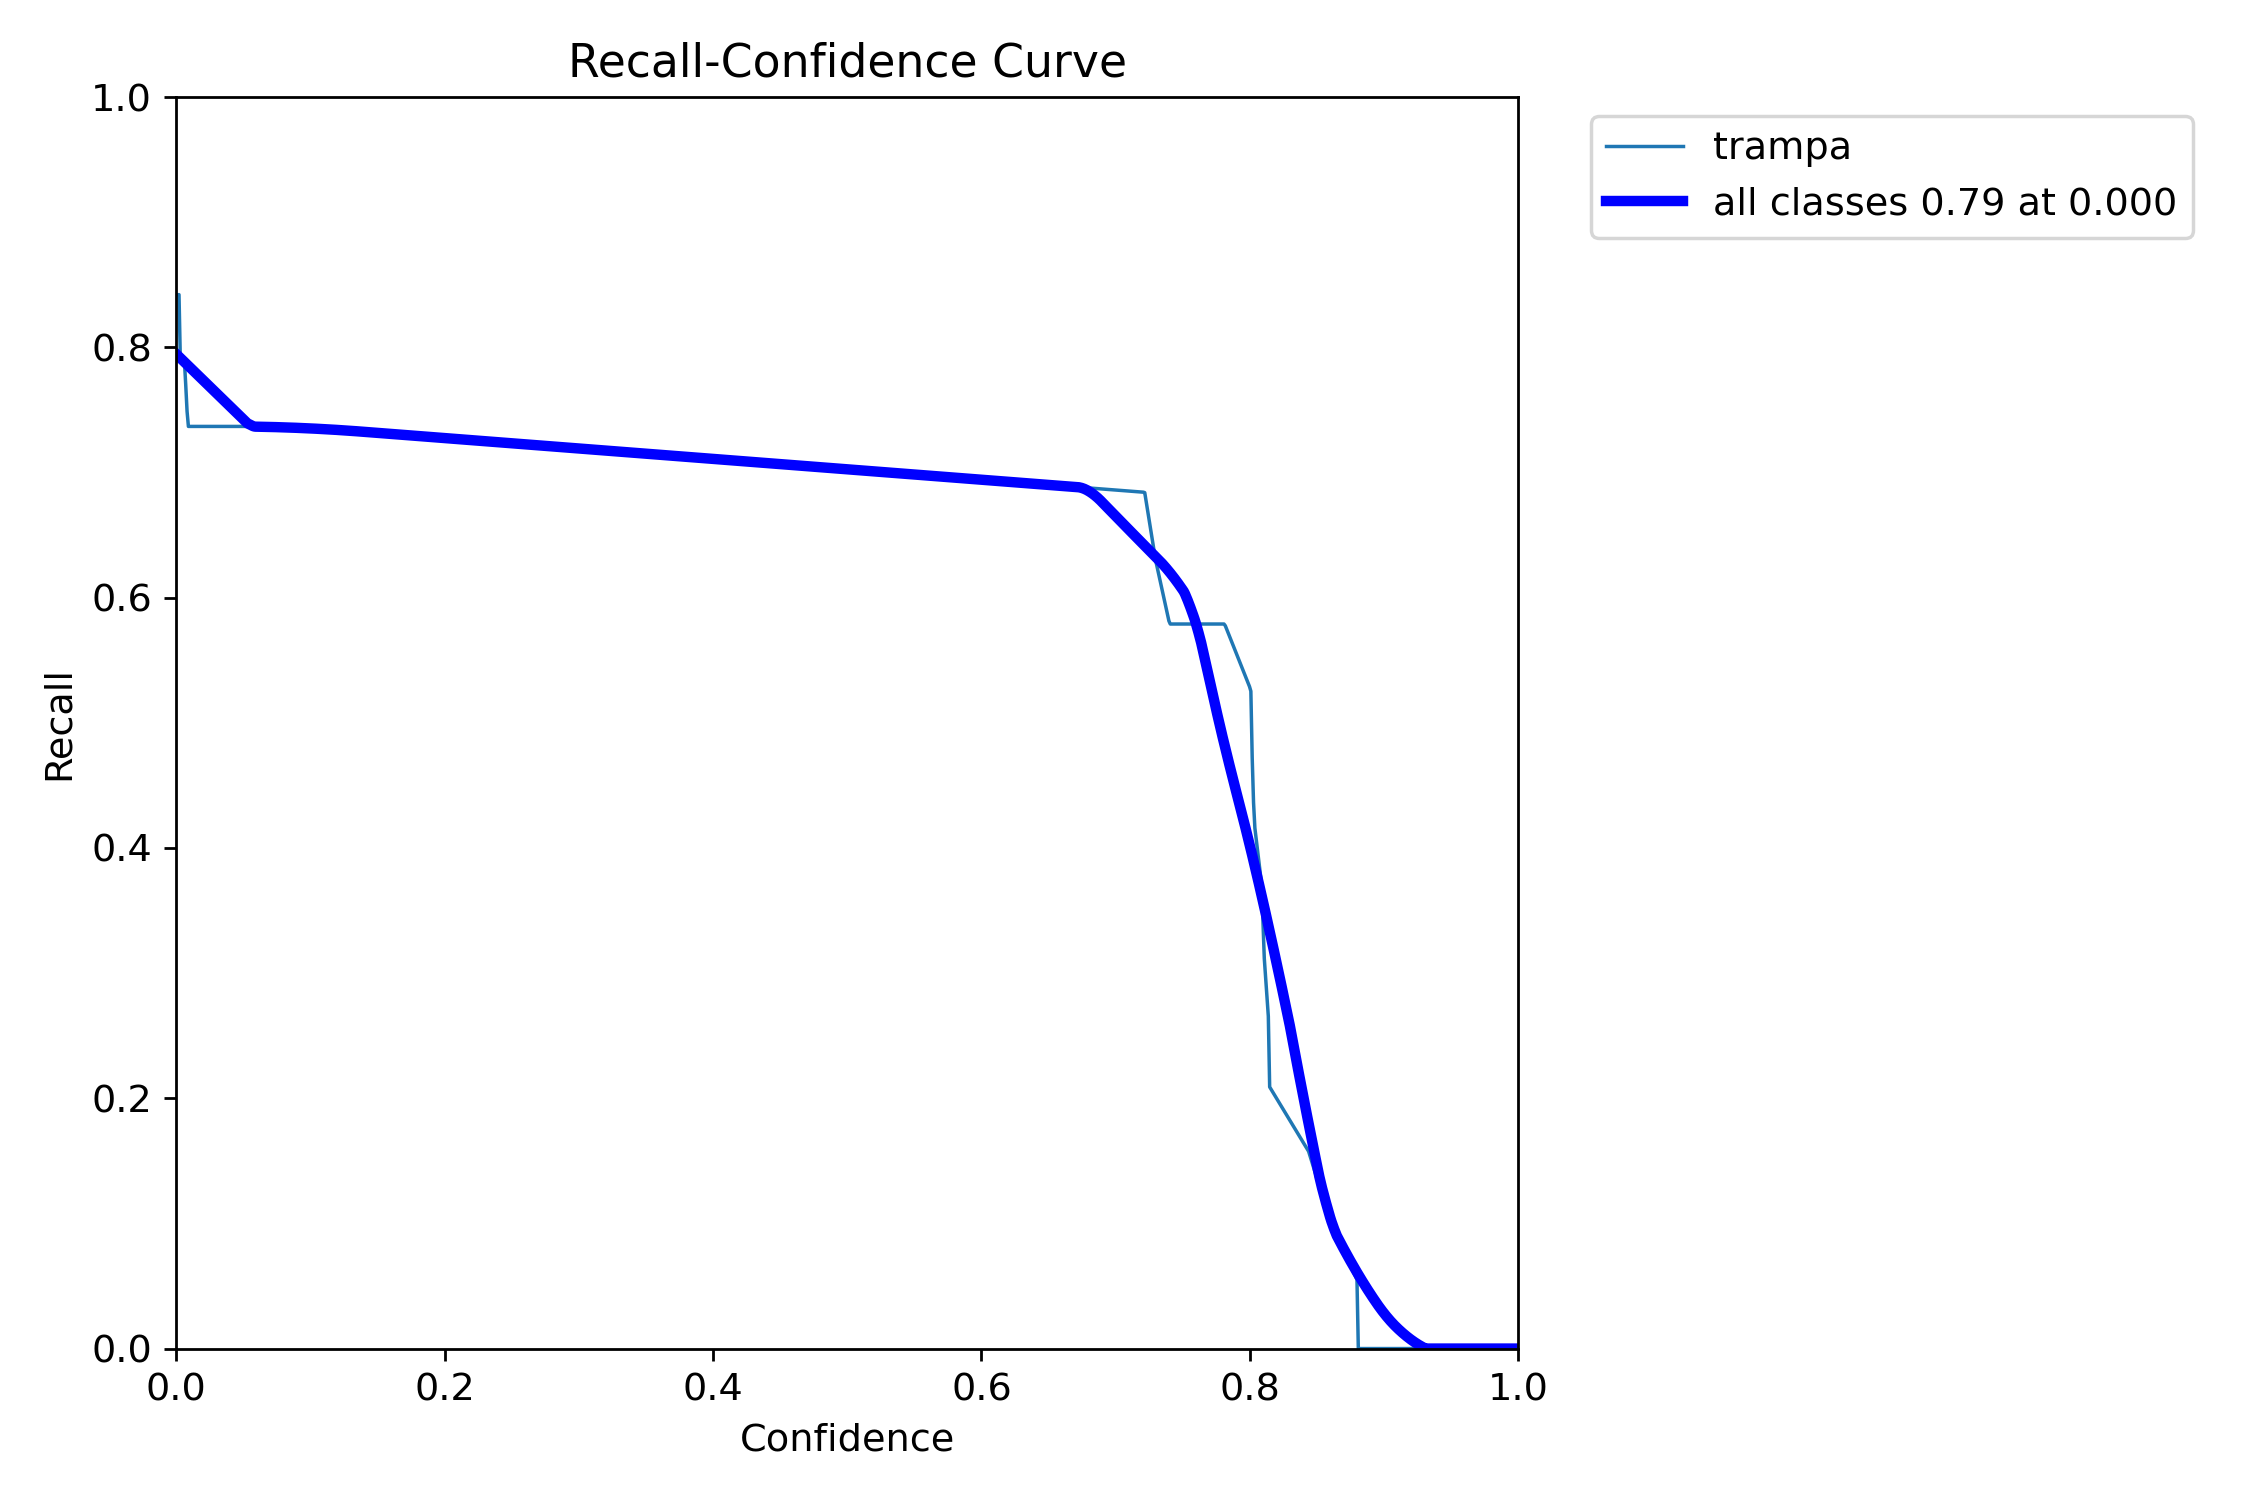 Recall-Confidence Curve
1.0
0.8
0.6
0.4
0.2
0.0
Recall
0.0 0.2 0.4 0.6 0.8 1.0
Confidence
trampa
all classes 0.79 at 0.000